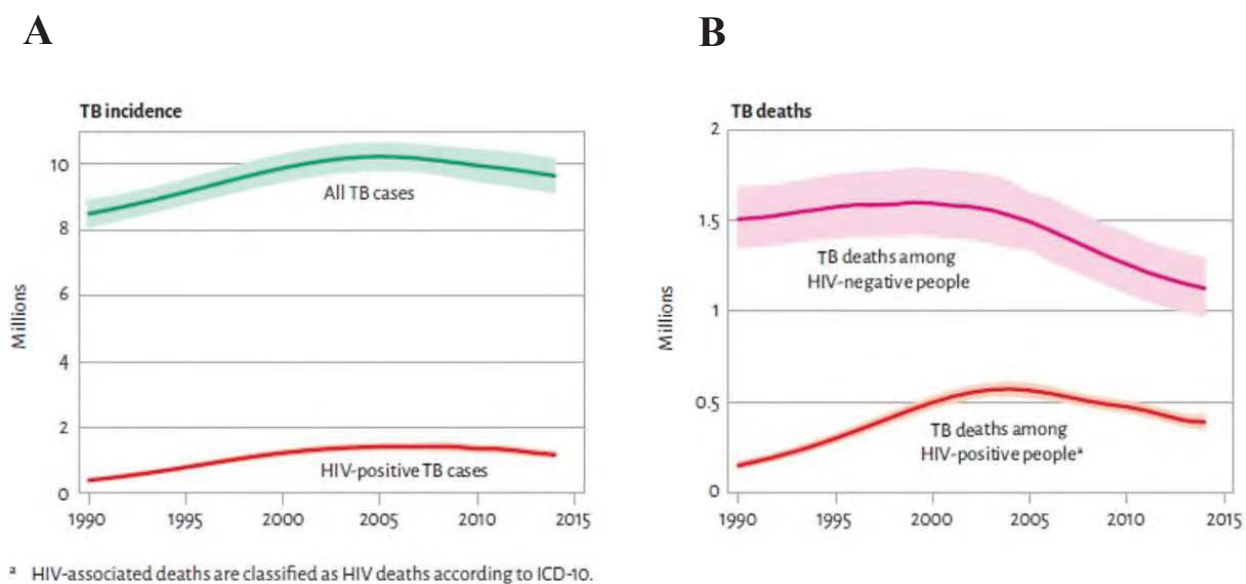 A
TB incidence
10
8
6
4
2
0
Millions
All TB cases
HIV-positive TB cases
1990 1995 2000 2005 2010 2015
B
TB deaths
2
1.5
1
0.5
0
Millions
TB deaths among
HIV-negative people
TB deaths among
HIV-positive peopleᵃ
1990 1995 2000 2005 2010 2015
ᵃ HIV-associated deaths are classified as HIV deaths according to ICD-10.